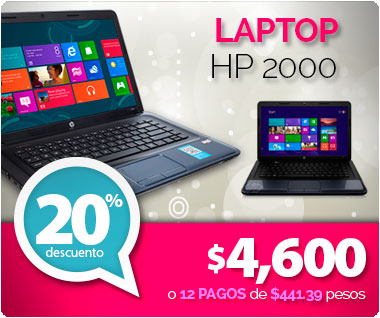 LAPTOP
HP 2000
20%
descuento
$4,600
o 12 PAGOS de $441.39 pesos